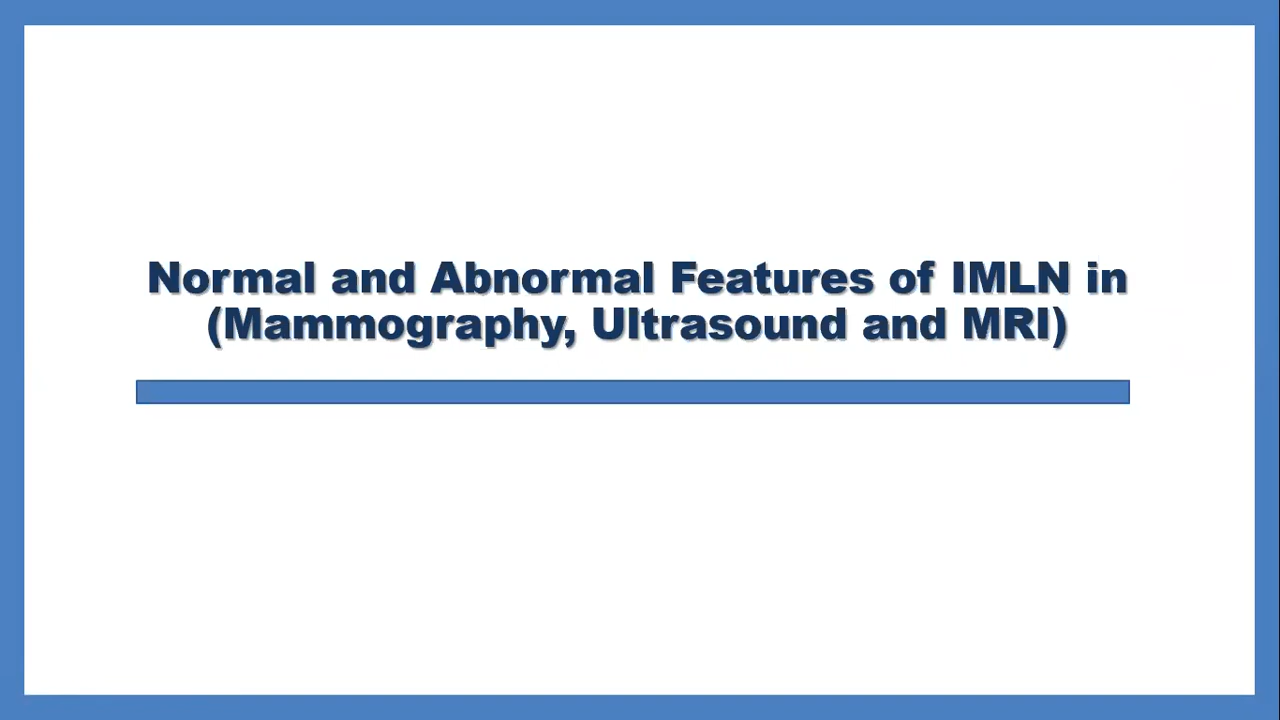 Normal and Abnormal Features of IMLN in
(Mammography, Ultrasound and MRI)